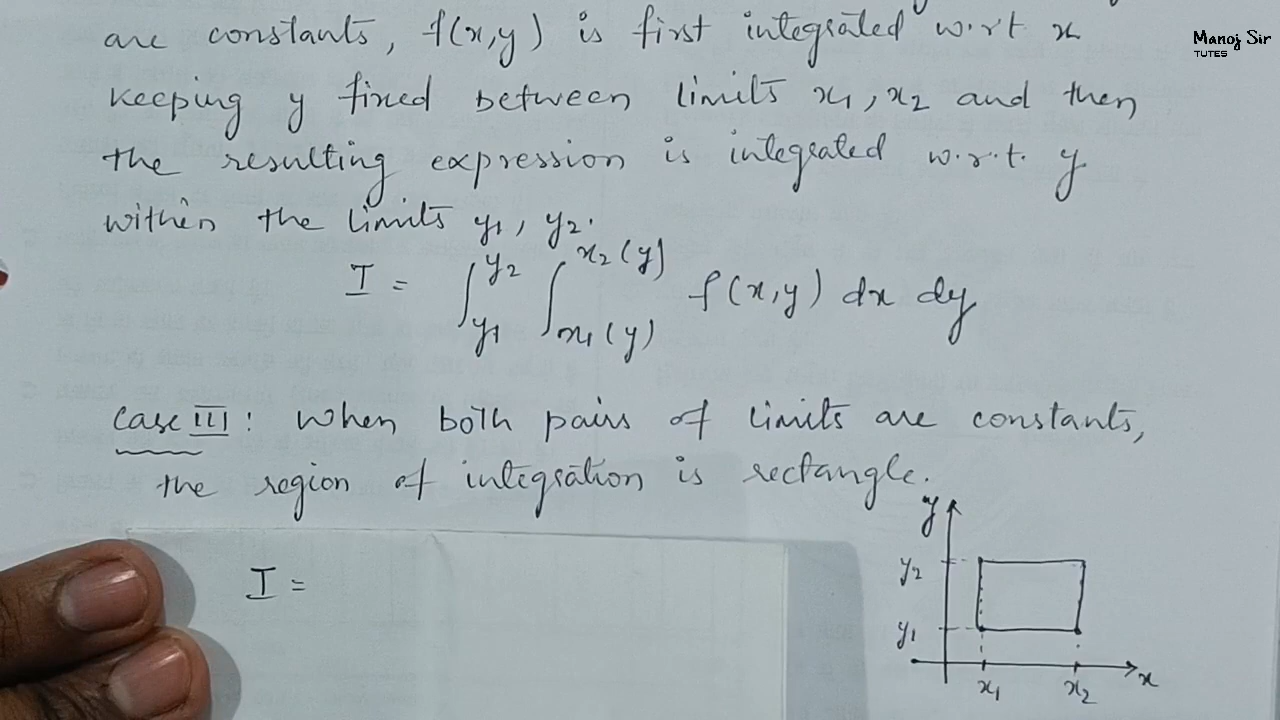 are constants, f(x,y) is first integrated w.r.t x
Manoj Sir
TUTES
keeping y fixed between limits x₁, x₂ and then
the resulting expression is integrated w.r.t. y
within the limits y₁, y₂.
I = ∫_{y₁}^{y₂} ∫_{x₁(y)}^{x₂(y)} f(x,y) dx dy
Case III: When both pairs of limits are constants,
the region of integration is rectangle.
I =
y
y₂
y₁
x₁ x₂ x